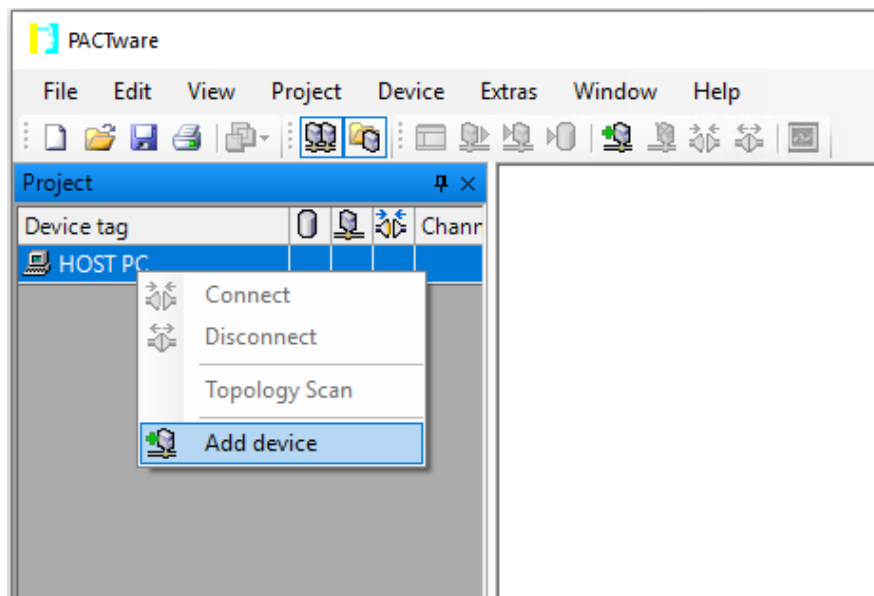 PACTware
File Edit View Project Device Extras Window Help
Project
Device tag Chann
HOST PC
Connect
Disconnect
Topology Scan
Add device